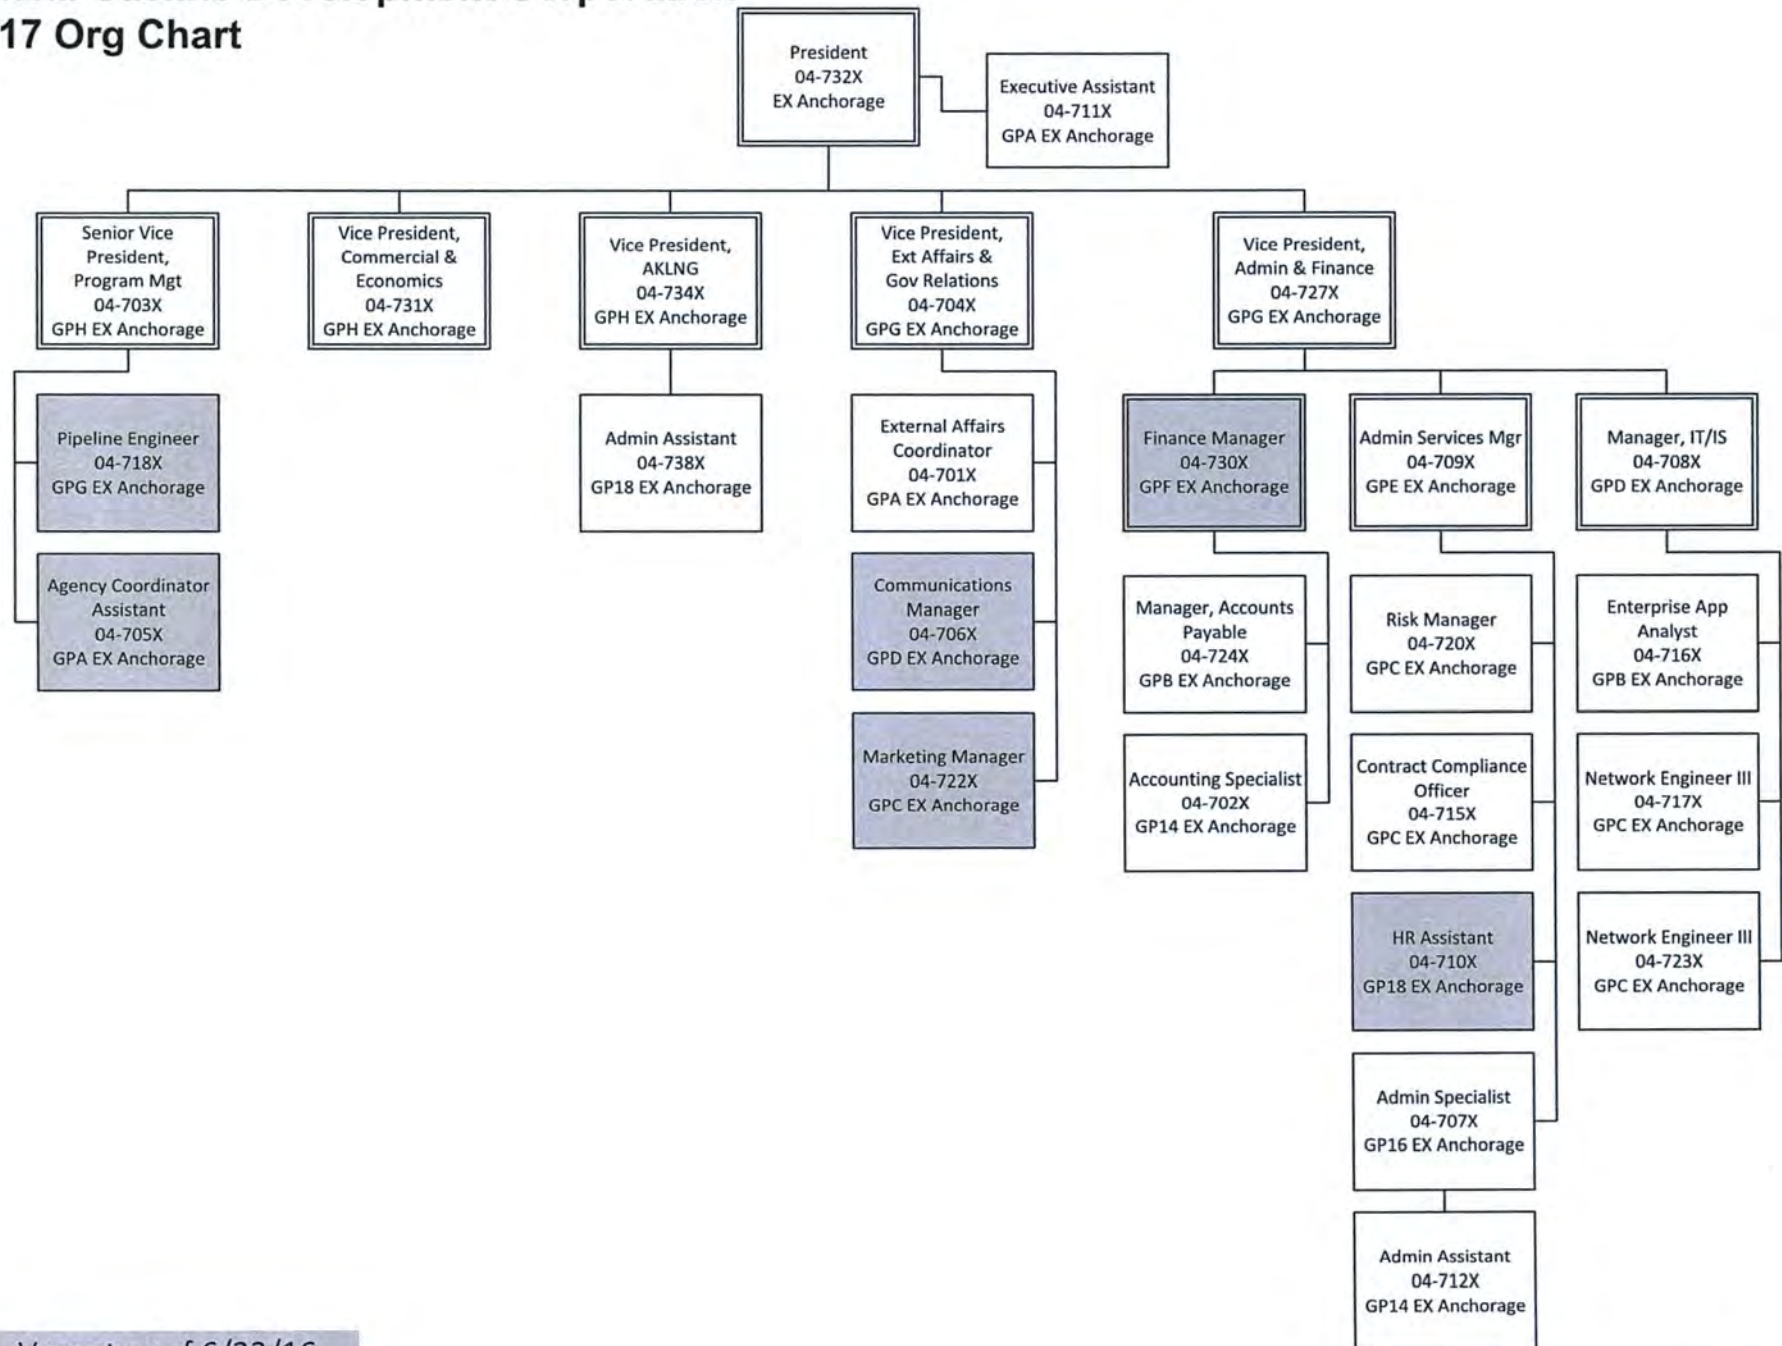 17 Org Chart
President
04-732X
EX Anchorage
Executive Assistant
04-711X
GPA EX Anchorage
Senior Vice
President,
Program Mgt
04-703X
GPH EX Anchorage
Vice President,
Commercial &
Economics
04-731X
GPH EX Anchorage
Vice President,
AKLNG
04-734X
GPH EX Anchorage
Vice President,
Ext Affairs &
Gov Relations
04-704X
GPG EX Anchorage
Vice President,
Admin & Finance
04-727X
GPG EX Anchorage
Pipeline Engineer
04-718X
GPG EX Anchorage
Agency Coordinator
Assistant
04-705X
GPA EX Anchorage
Admin Assistant
04-738X
GP18 EX Anchorage
External Affairs
Coordinator
04-701X
GPA EX Anchorage
Communications
Manager
04-706X
GPD EX Anchorage
Marketing Manager
04-722X
GPC EX Anchorage
Finance Manager
04-730X
GPF EX Anchorage
Manager, Accounts
Payable
04-724X
GPB EX Anchorage
Accounting Specialist
04-702X
GP14 EX Anchorage
Admin Services Mgr
04-709X
GPE EX Anchorage
Risk Manager
04-720X
GPC EX Anchorage
Contract Compliance
Officer
04-715X
GPC EX Anchorage
HR Assistant
04-710X
GP18 EX Anchorage
Admin Specialist
04-707X
GP16 EX Anchorage
Admin Assistant
04-712X
GP14 EX Anchorage
Manager, IT/IS
04-708X
GPD EX Anchorage
Enterprise App
Analyst
04-716X
GPB EX Anchorage
Network Engineer III
04-717X
GPC EX Anchorage
Network Engineer III
04-723X
GPC EX Anchorage